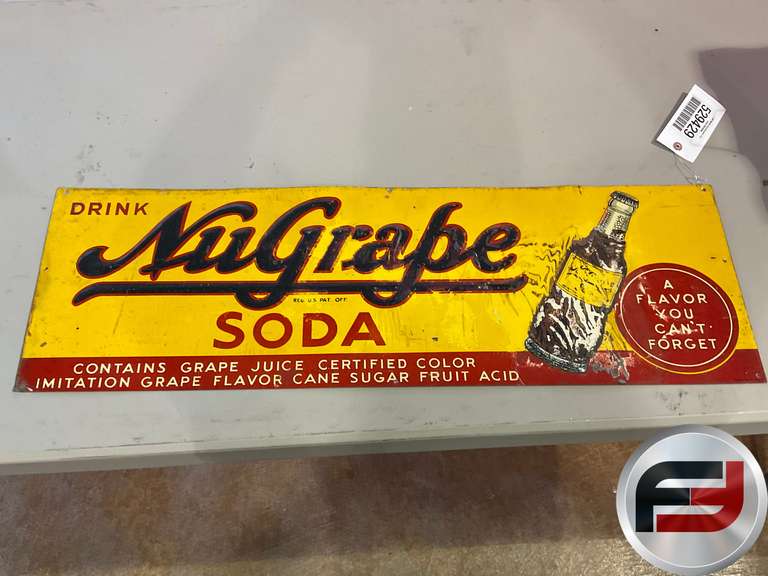 DRINK
NuGrape
REG. U.S. PAT. OFF.
SODA
CONTAINS GRAPE JUICE CERTIFIED COLOR
IMITATION GRAPE FLAVOR CANE SUGAR FRUIT ACID
A
FLAVOR
YOU
CAN'T
FORGET
529429